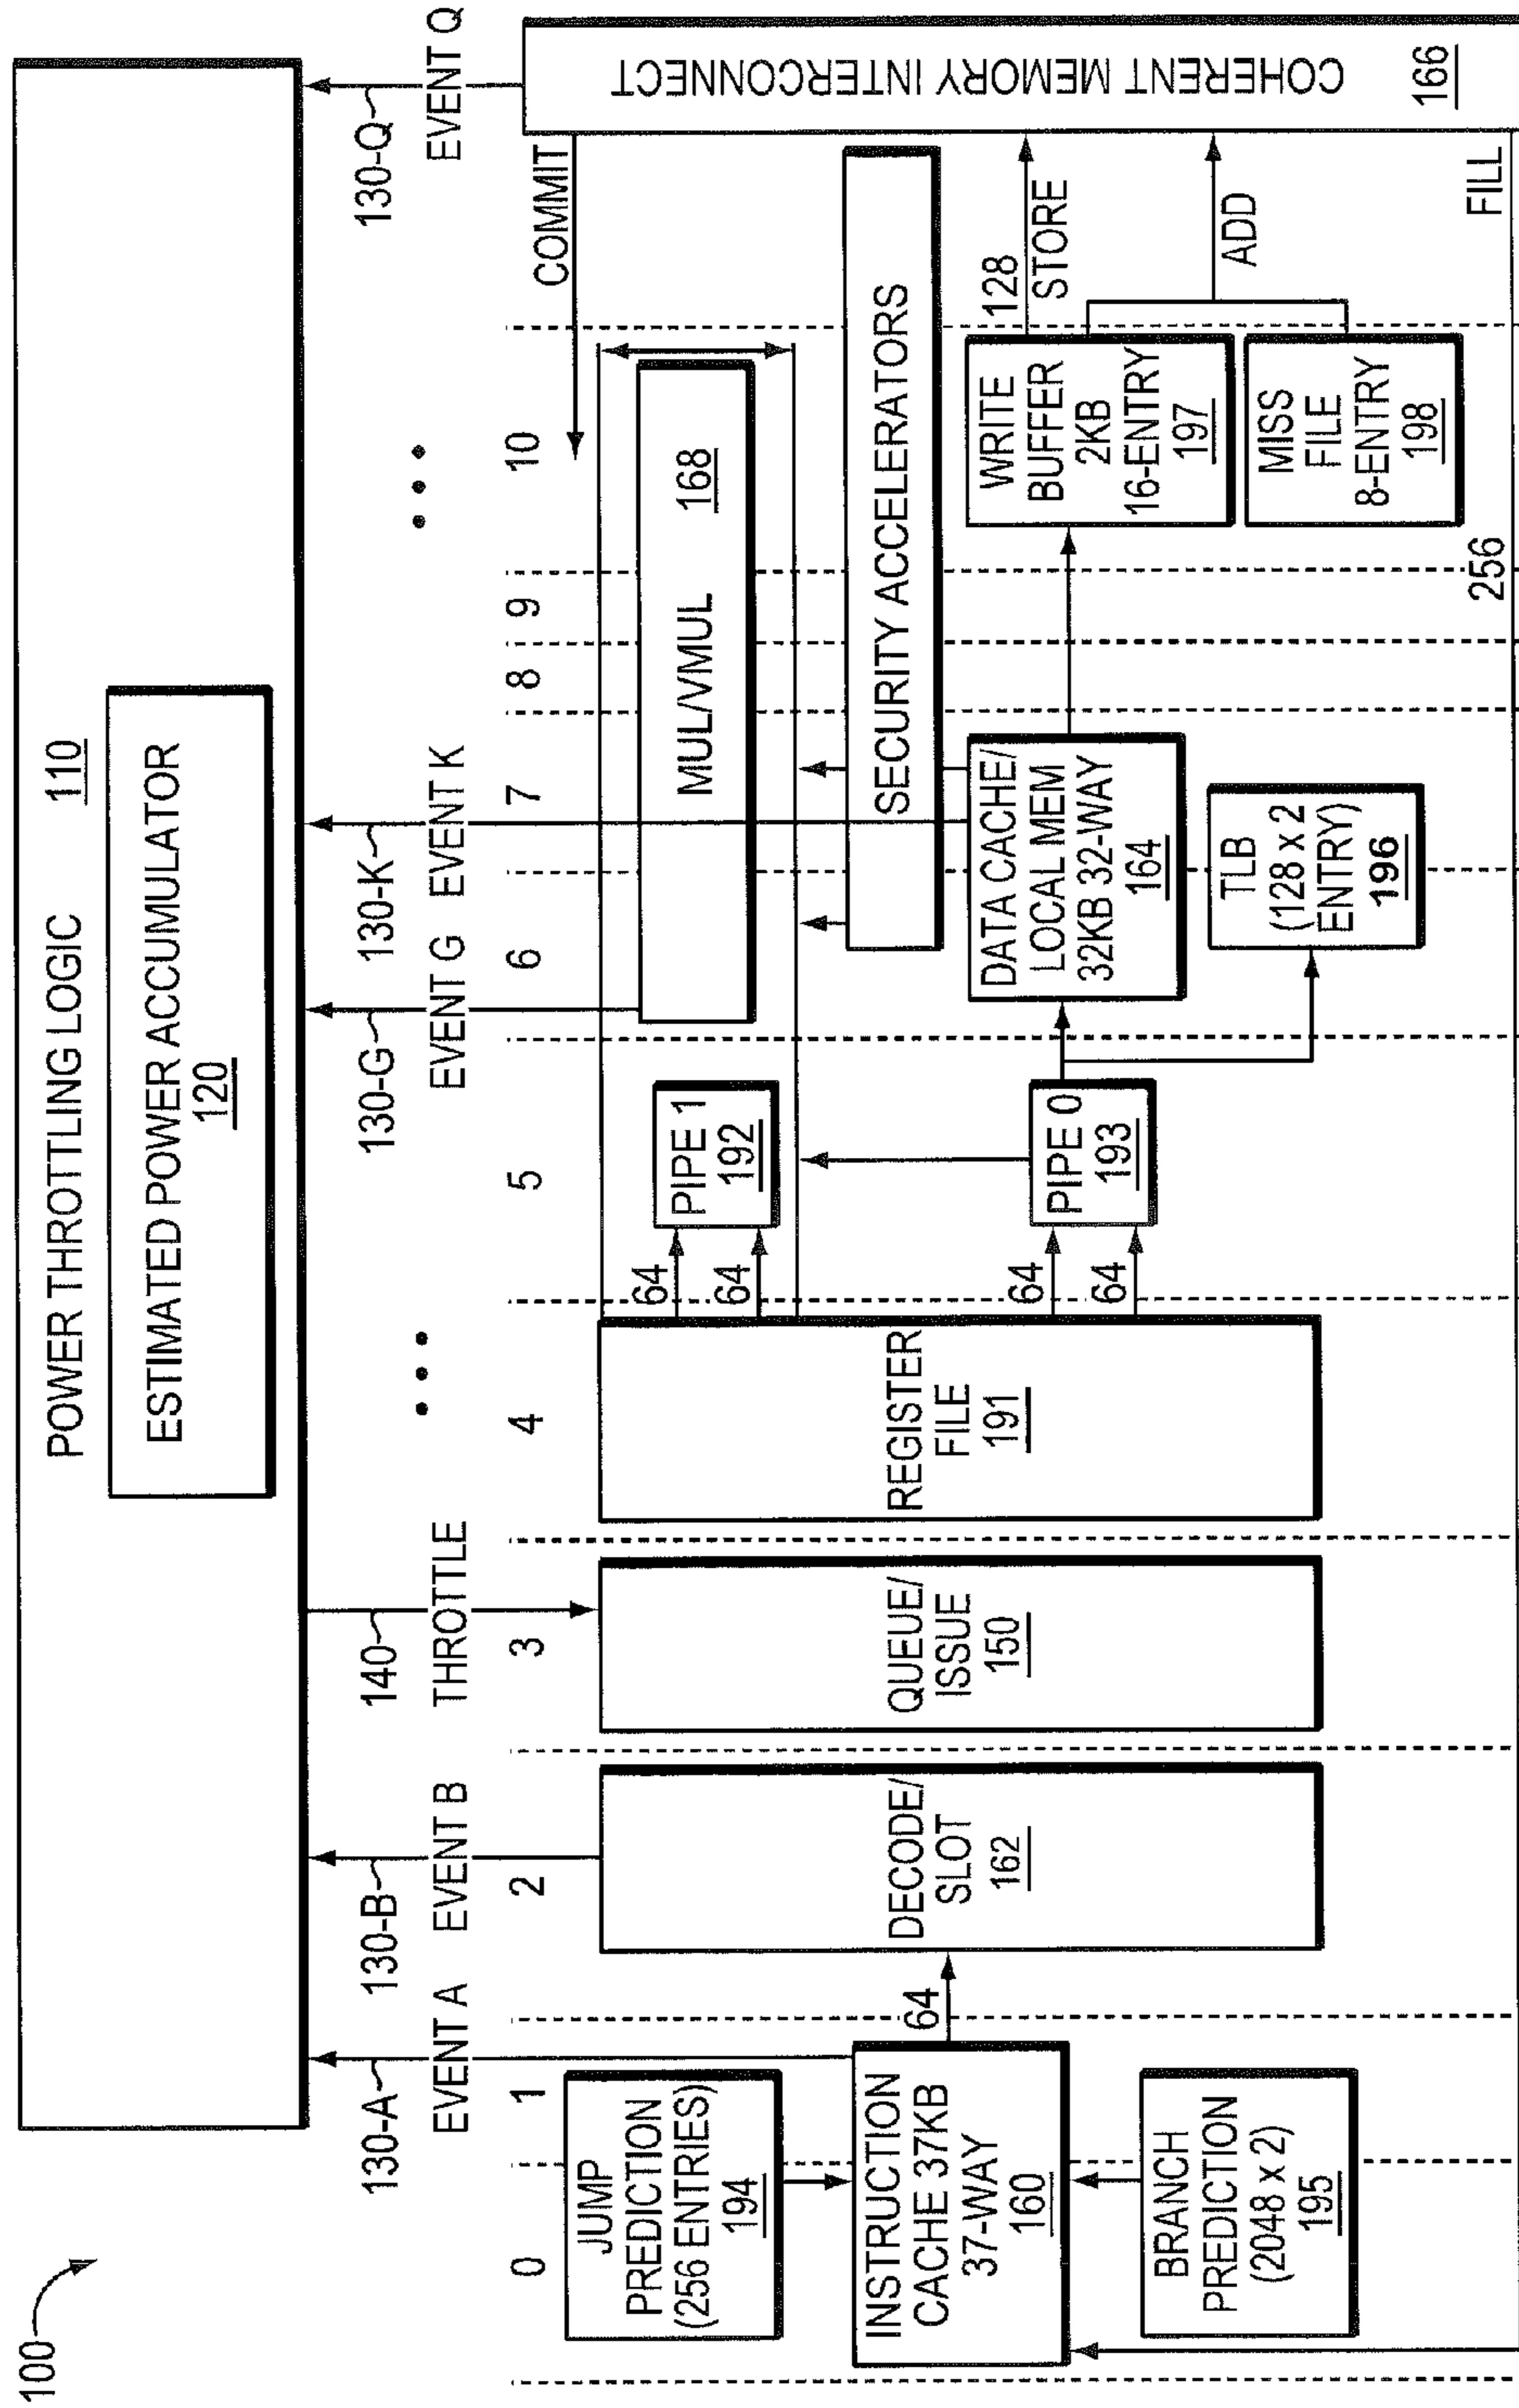 100
POWER THROTTLING LOGIC 110
ESTIMATED POWER ACCUMULATOR
120
130-A
130-B
140
130-G
130-K
130-Q
EVENT A
EVENT B
THROTTLE
EVENT G
EVENT K
EVENT Q
0
1
2
3
4
5
6
7
8
9
10
JUMP
PREDICTION
(256 ENTRIES)
194
INSTRUCTION
CACHE 37KB
37-WAY
160
BRANCH
PREDICTION
(2048 x 2)
195
64
DECODE/
SLOT
162
QUEUE/
ISSUE
150
REGISTER
FILE
191
64
64
64
64
PIPE 1
192
PIPE 0
193
MUL/VMUL 168
SECURITY ACCELERATORS
DATA CACHE/
LOCAL MEM
32KB 32-WAY
164
TLB
(128 x 2
ENTRY)
196
WRITE
BUFFER
2KB
16-ENTRY
197
MISS
FILE
8-ENTRY
198
COMMIT
128
STORE
ADD
256
FILL
COHERENT MEMORY INTERCONNECT
166